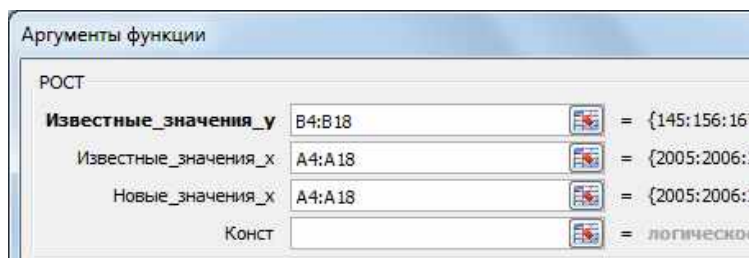 Аргументы функции
РОСТ
Известные_значения_y B4:B18 = {145:156:16
Известные_значения_x A4:A18 = {2005:2006:
Новые_значения_x A4:A18 = {2005:2006:
Конст = логическо